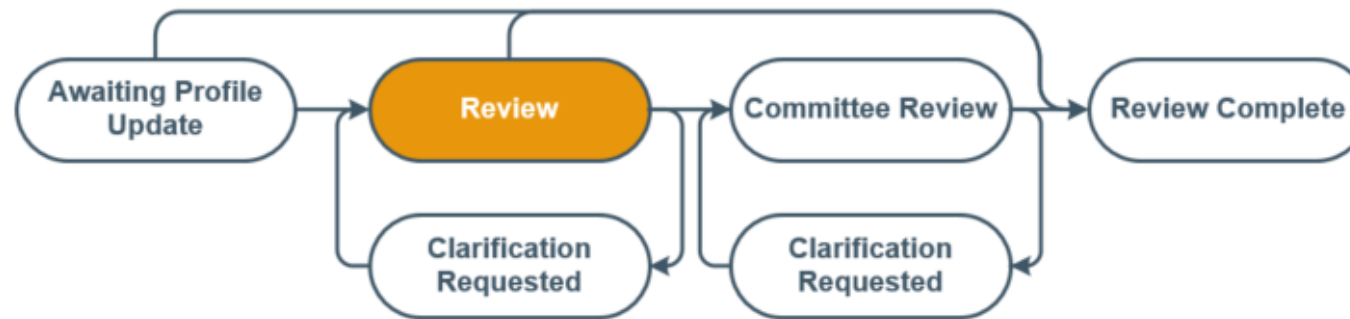 Awaiting Profile
Update
Review
Committee Review
Review Complete
Clarification
Requested
Clarification
Requested